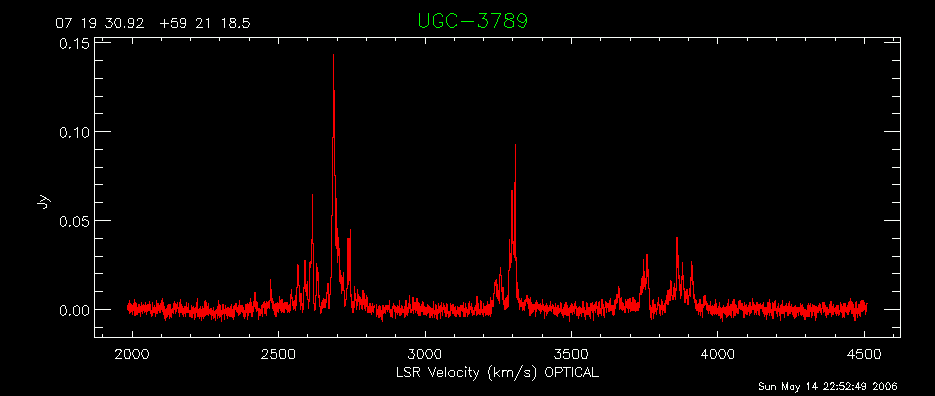 07 19 30.92 +59 21 18.5
UGC-3789
0.15
0.10
0.05
0.00
Jy
2000 2500 3000 3500 4000 4500
LSR Velocity (km/s) OPTICAL
Sun May 14 22:52:49 2006